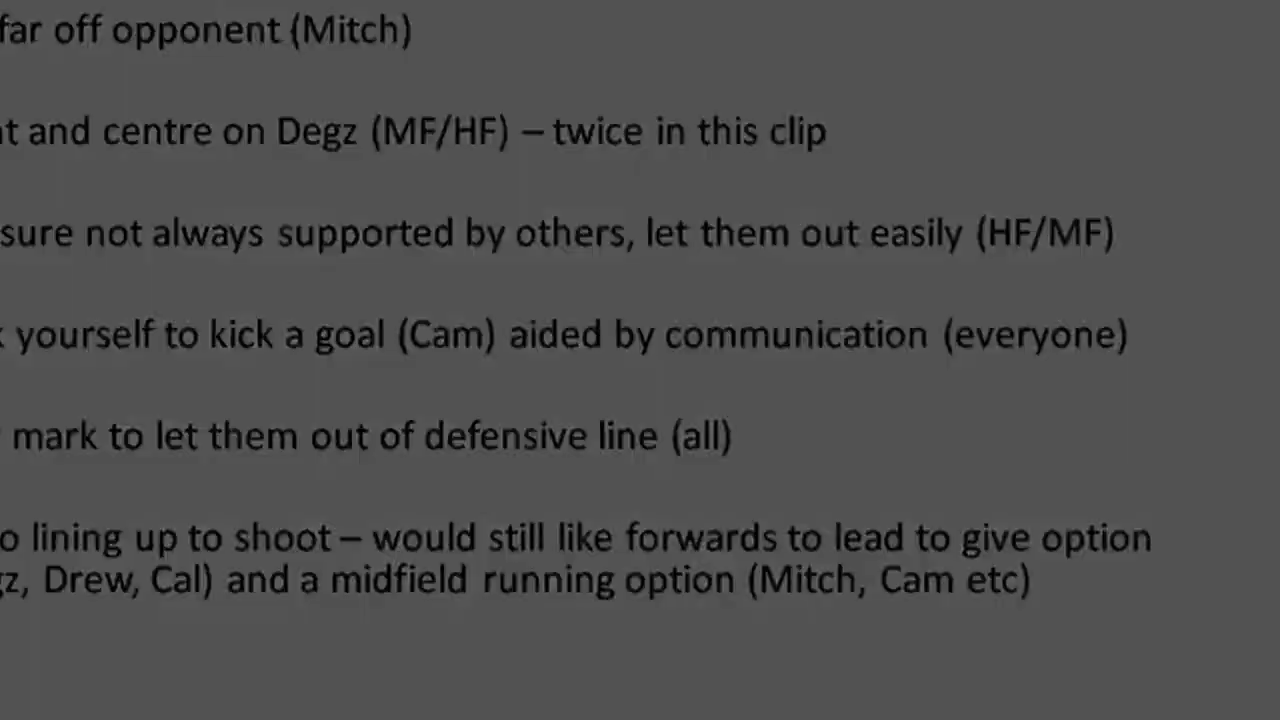 far off opponent (Mitch)
and centre on Degz (MF/HF) – twice in this clip
not always supported by others, let them out easily (HF/MF)
yourself to kick a goal (Cam) aided by communication (everyone)
mark to let them out of defensive line (all)
lining up to shoot – would still like forwards to lead to give option
Drew, Cal) and a midfield running option (Mitch, Cam etc)